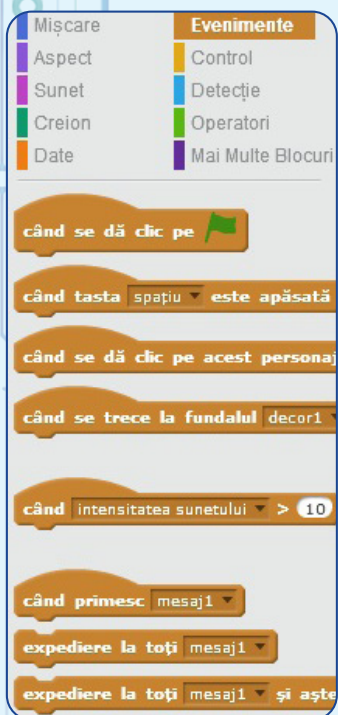 Mișcare
Evenimente
Aspect
Control
Sunet
Detecție
Creion
Operatori
Date
Mai Multe Blocuri
când se dă clic pe
când tasta spațiu este apăsată
când se dă clic pe acest personaj
când se trece la fundalul decor1
când intensitatea sunetului > 10
când primesc mesaj1
expediere la toți mesaj1
expediere la toți mesaj1 și